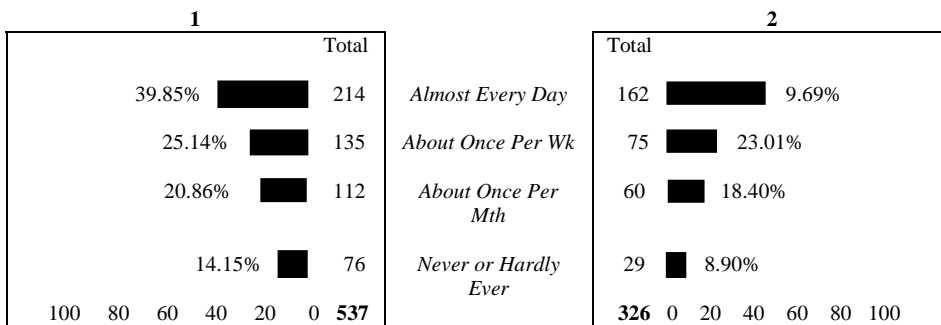 1 2
Total Total
39.85% 214 Almost Every Day 162 9.69%
25.14% 135 About Once Per Wk 75 23.01%
20.86% 112 About Once Per 60 18.40%
Mth
14.15% 76 Never or Hardly 29 8.90%
Ever
100 80 60 40 20 0 537 326 0 20 40 60 80 100